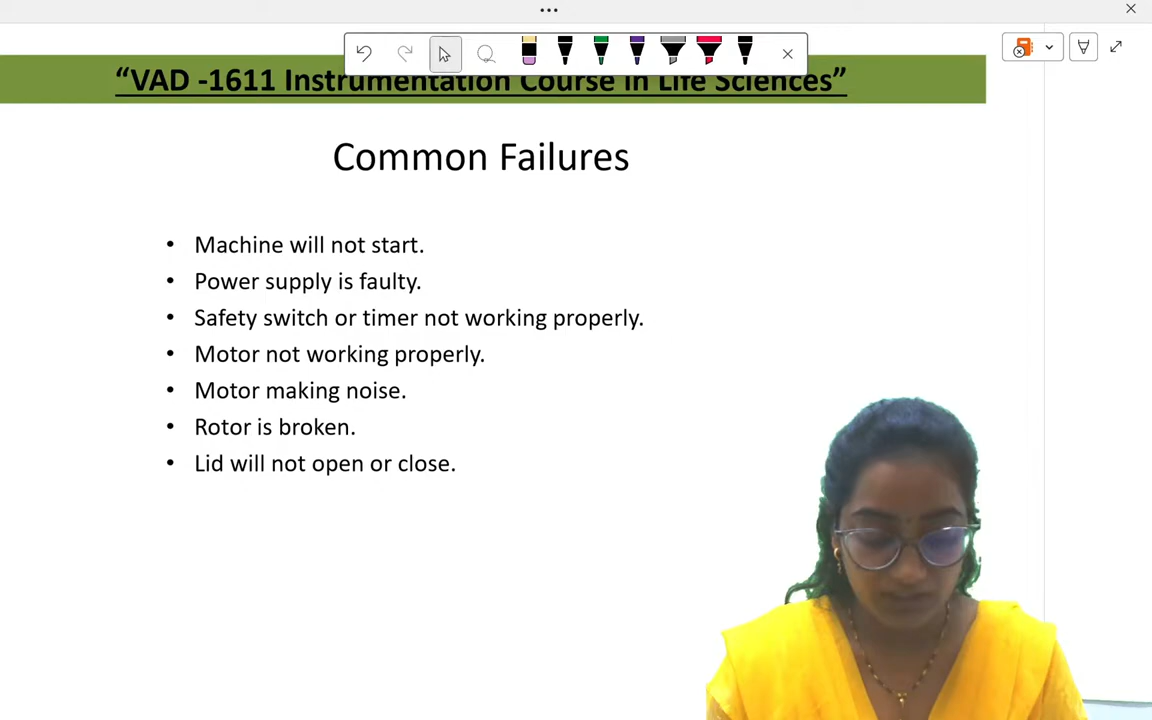 “VAD -1611 Instrumentation Course in Life Sciences”
Common Failures
• Machine will not start.
• Power supply is faulty.
• Safety switch or timer not working properly.
• Motor not working properly.
• Motor making noise.
• Rotor is broken.
• Lid will not open or close.